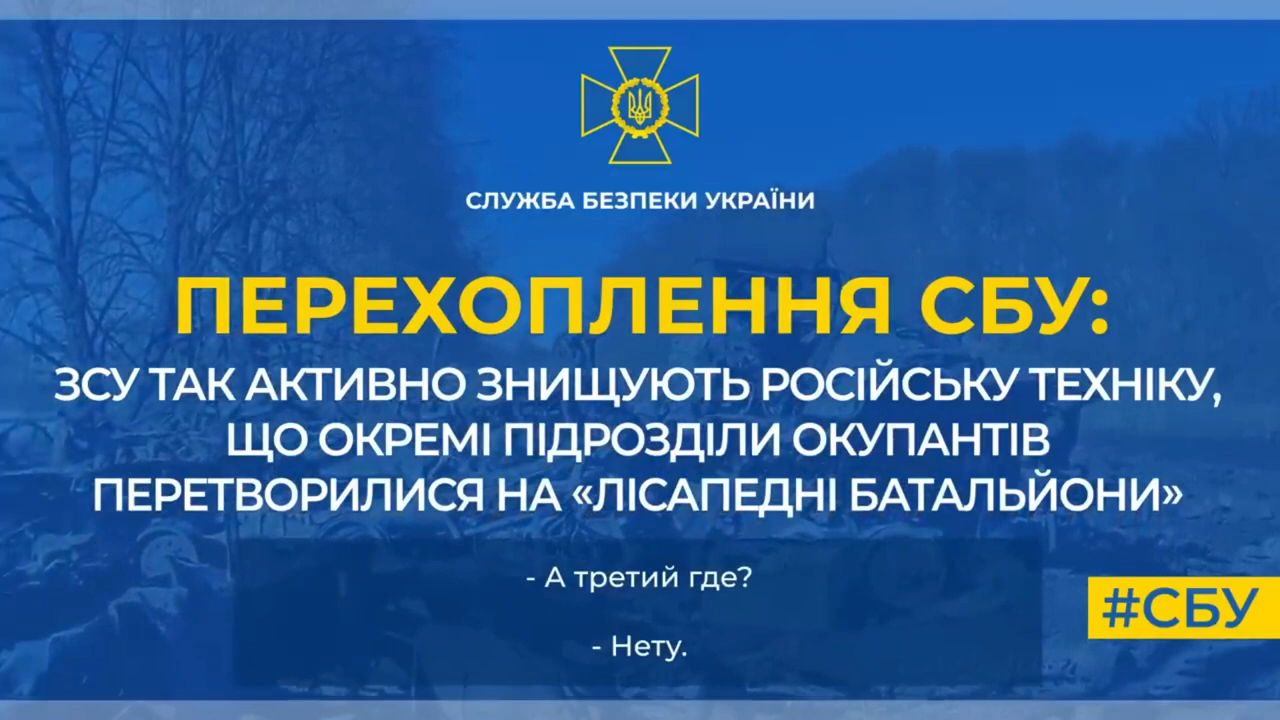 СЛУЖБА БЕЗПЕКИ УКРАЇНИ
ПЕРЕХОПЛЕННЯ СБУ:
ЗСУ ТАК АКТИВНО ЗНИЩУЮТЬ РОСІЙСЬКУ ТЕХНІКУ,
ЩО ОКРЕМІ ПІДРОЗДІЛИ ОКУПАНТІВ
ПЕРЕТВОРИЛИСЯ НА «ЛІСАПЕДНІ БАТАЛЬЙОНИ»
- А третий где?
- Нету.
#СБУ